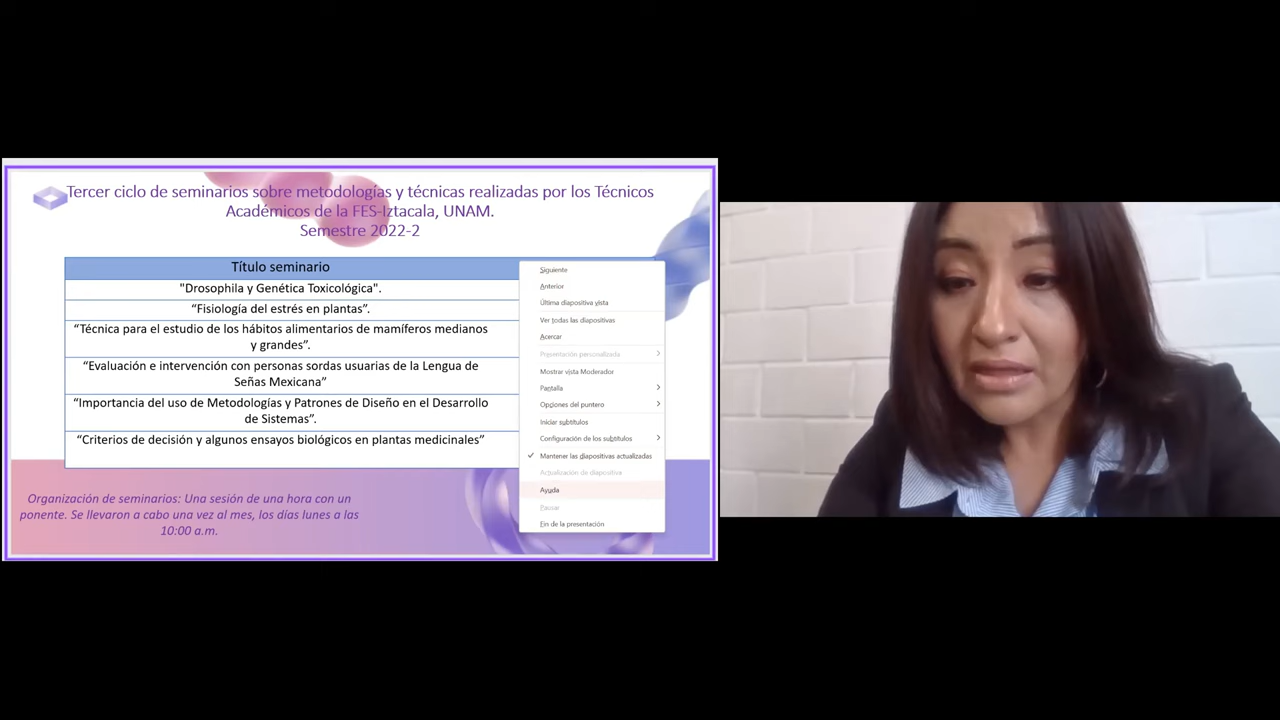 Tercer ciclo de seminarios sobre metodologías y técnicas realizadas por los Técnicos
Académicos de la FES-Iztacala, UNAM.
Semestre 2022-2
Título seminario
"Drosophila y Genética Toxicológica".
“Fisiología del estrés en plantas”.
“Técnica para el estudio de los hábitos alimentarios de mamíferos medianos
y grandes”.
“Evaluación e intervención con personas sordas usuarias de la Lengua de
Señas Mexicana”
“Importancia del uso de Metodologías y Patrones de Diseño en el Desarrollo
de Sistemas”.
“Criterios de decisión y algunos ensayos biológicos en plantas medicinales”
Organización de seminarios: Una sesión de una hora con un
ponente. Se llevaron a cabo una vez al mes, los días lunes a las
10:00 a.m.
Siguiente
Anterior
Última diapositiva vista
Ver todas las diapositivas
Acercar
Presentación personalizada
Mostrar vista Moderador
Pantalla
Opciones del puntero
Iniciar subtítulos
Configuración de los subtítulos
Mantener las diapositivas actualizadas
Actualización de diapositiva
Ayuda
Pausar
Fin de la presentación